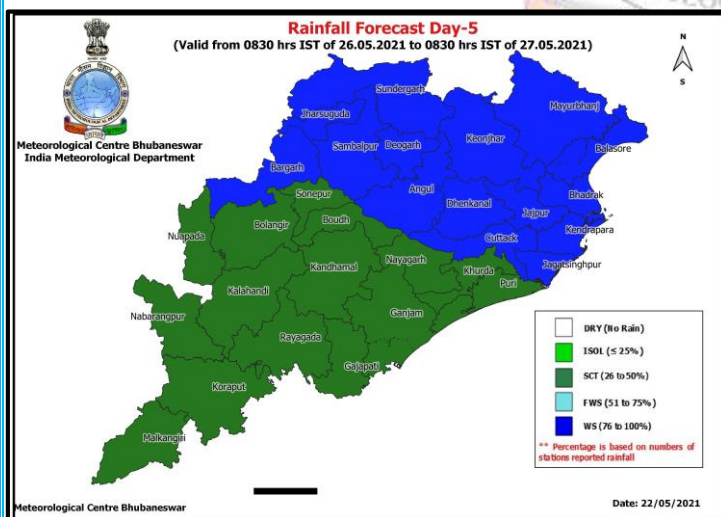 Rainfall Forecast Day-5
(Valid from 0830 hrs IST of 26.05.2021 to 0830 hrs IST of 27.05.2021)
N
S
Meteorological Centre Bhubaneswar
India Meteorological Department
Sundergarh
Jharsuguda
Mayurbhanj
Sambalpur
Deogarh
Keonjhar
Balasore
Bargarh
Angul
Bhadrak
Sonepur
Dhenkanal
Jajpur
Kendrapara
Nuapada
Bolangir
Boudh
Cuttack
Jagatsinghpur
Nayagarh
Khurda
Puri
Kandhamal
Kalahandi
Ganjam
Nabarangpur
Rayagada
Gajapati
Koraput
Malkangiri
DRY (No Rain)
ISOL (≤ 25%)
SCT (26 to 50%)
FWS (51 to 75%)
WS (76 to 100%)
** Percentage is based on numbers of
stations reported rainfall
Meteorological Centre Bhubaneswar
Date: 22/05/2021